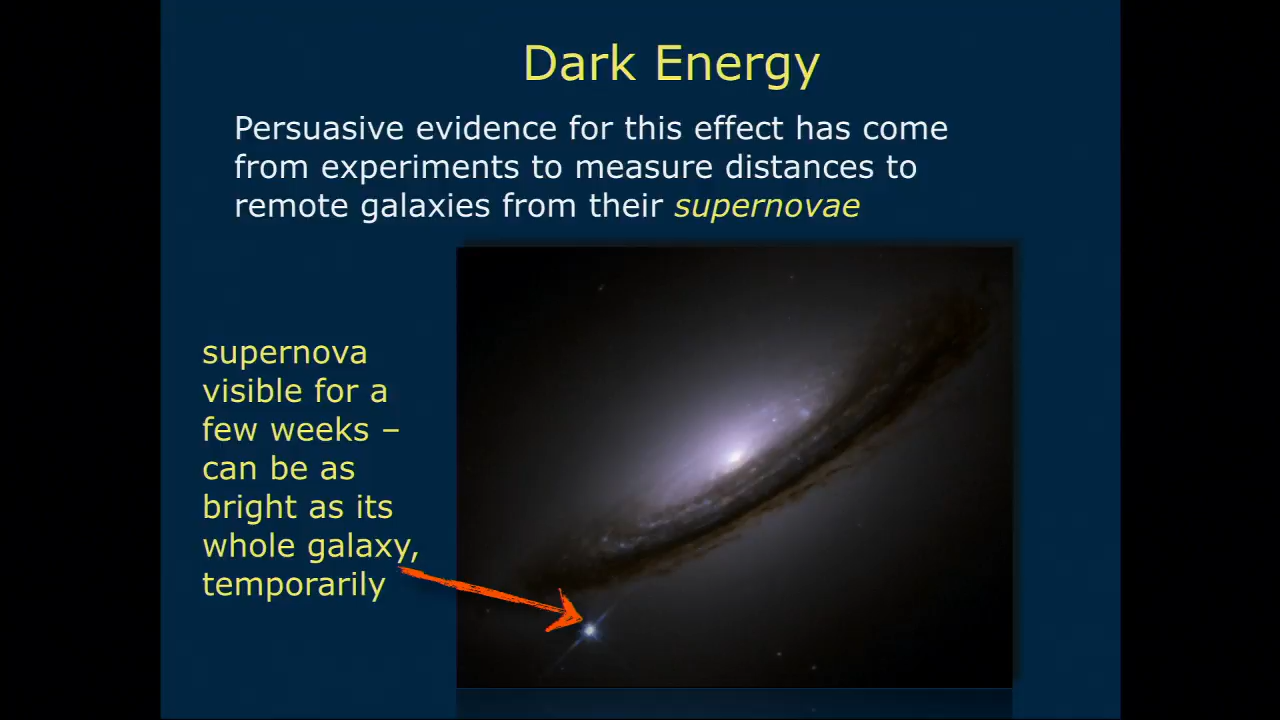 Dark Energy
Persuasive evidence for this effect has come
from experiments to measure distances to
remote galaxies from their supernovae
supernova
visible for a
few weeks –
can be as
bright as its
whole galaxy,
temporarily